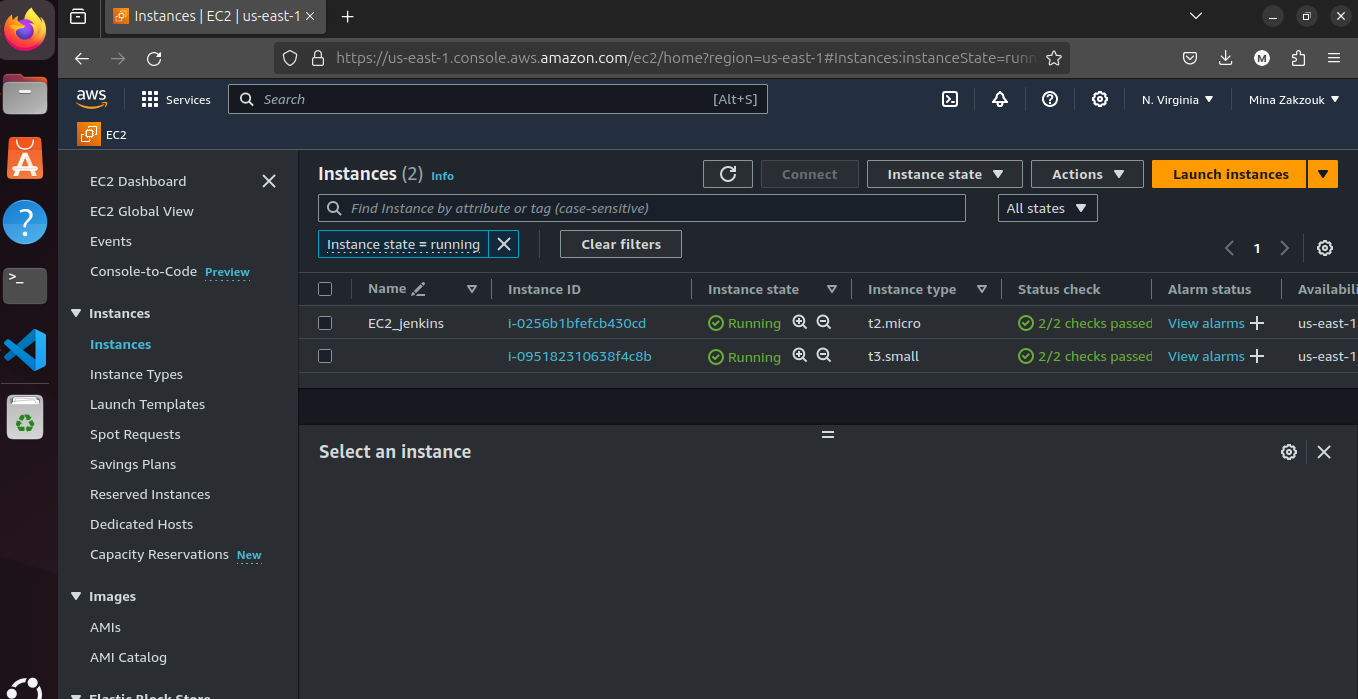 Instances | EC2 | us-east-1
https://us-east-1.console.aws.amazon.com/ec2/home?region=us-east-1#Instances:instanceState=runn
M
aws
Services
Search
[Alt+S]
N. Virginia
Mina Zakzouk
EC2
EC2 Dashboard
EC2 Global View
Events
Console-to-Code Preview
Instances
Instances
Instance Types
Launch Templates
Spot Requests
Savings Plans
Reserved Instances
Dedicated Hosts
Capacity Reservations New
Images
AMIs
AMI Catalog
Elastic Block Store
Instances (2) Info
Connect
Instance state
Actions
Launch instances
Find Instance by attribute or tag (case-sensitive)
All states
Instance state = running
Clear filters
1
Name Instance ID Instance state Instance type Status check Alarm status Availabili
EC2_jenkins i-0256b1bfefcb430cd Running t2.micro 2/2 checks passed View alarms us-east-1
i-095182310638f4c8b Running t3.small 2/2 checks passed View alarms us-east-1
Select an instance